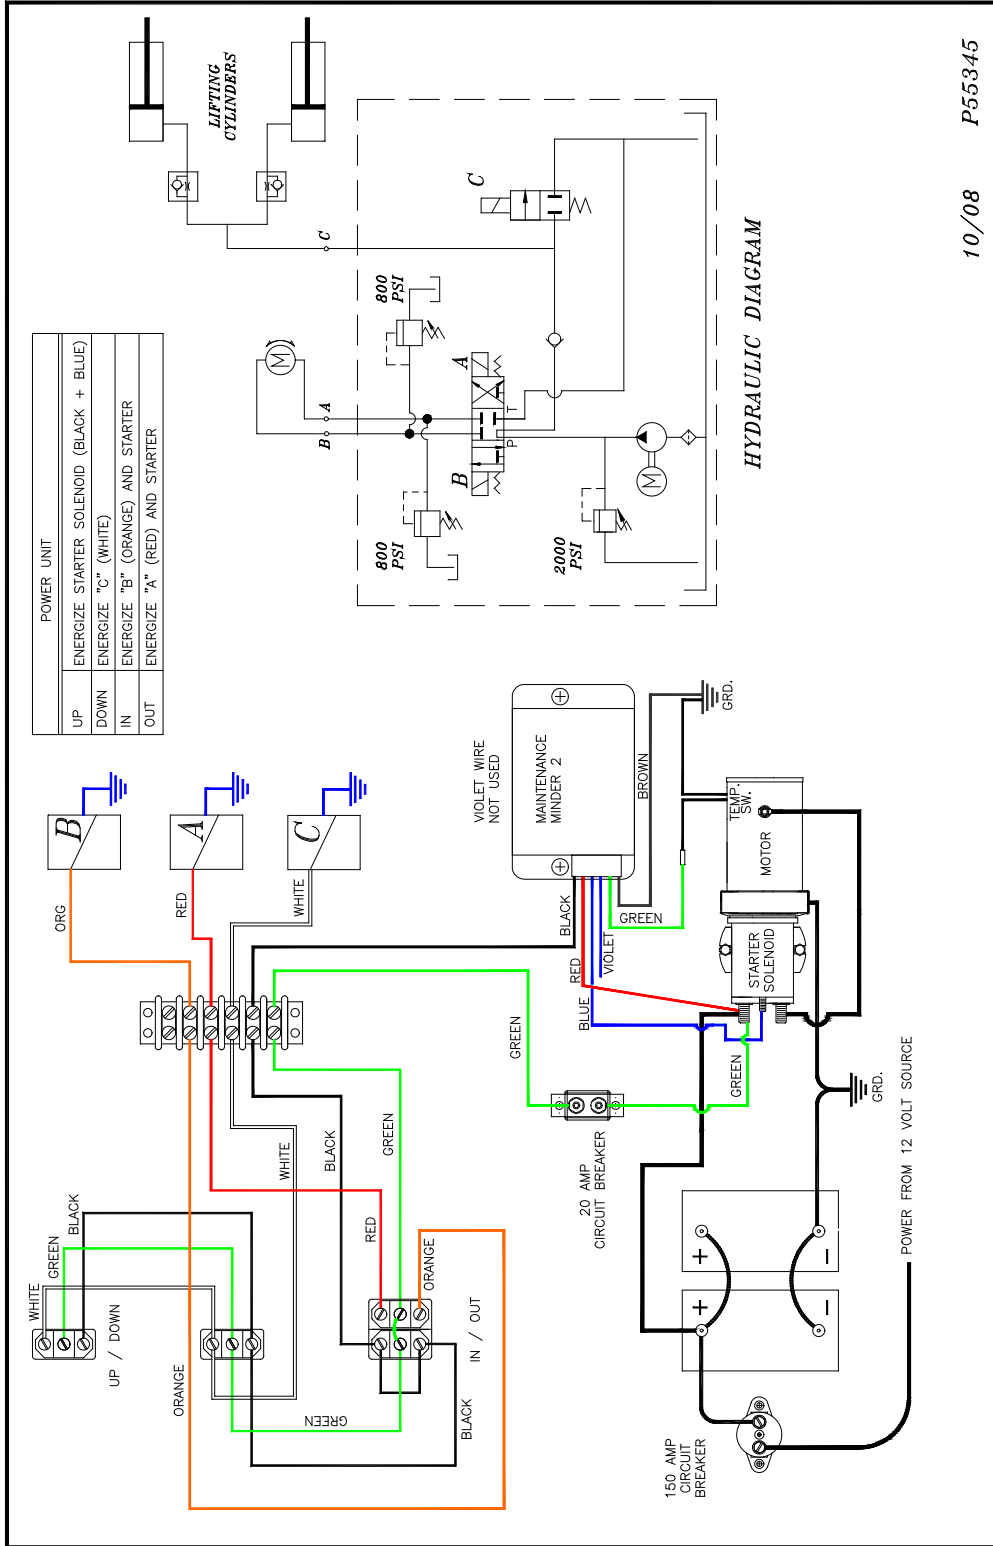 POWER UNIT
UP ENERGIZE STARTER SOLENOID (BLACK + BLUE)
DOWN ENERGIZE "C" (WHITE)
IN ENERGIZE "B" (ORANGE) AND STARTER
OUT ENERGIZE "A" (RED) AND STARTER
LIFTING
CYLINDERS
C
C
800
PSI
M
B
A
A
B
T
P
800
PSI
M
2000
PSI
HYDRAULIC DIAGRAM
10/08
P55345
B
A
C
ORG
RED
WHITE
WHITE
GREEN
BLACK
UP / DOWN
ORANGE
GREEN
WHITE
BLACK
RED
GREEN
ORANGE
IN / OUT
BLACK
VIOLET WIRE
NOT USED
MAINTENANCE
MINDER 2
BLACK
RED
BLUE
VIOLET
GREEN
BROWN
GRD.
TEMP.
SW.
MOTOR
STARTER
SOLENOID
GREEN
GREEN
20 AMP
CIRCUIT BREAKER
GRD.
+
-
+
-
150 AMP
CIRCUIT
BREAKER
POWER FROM 12 VOLT SOURCE